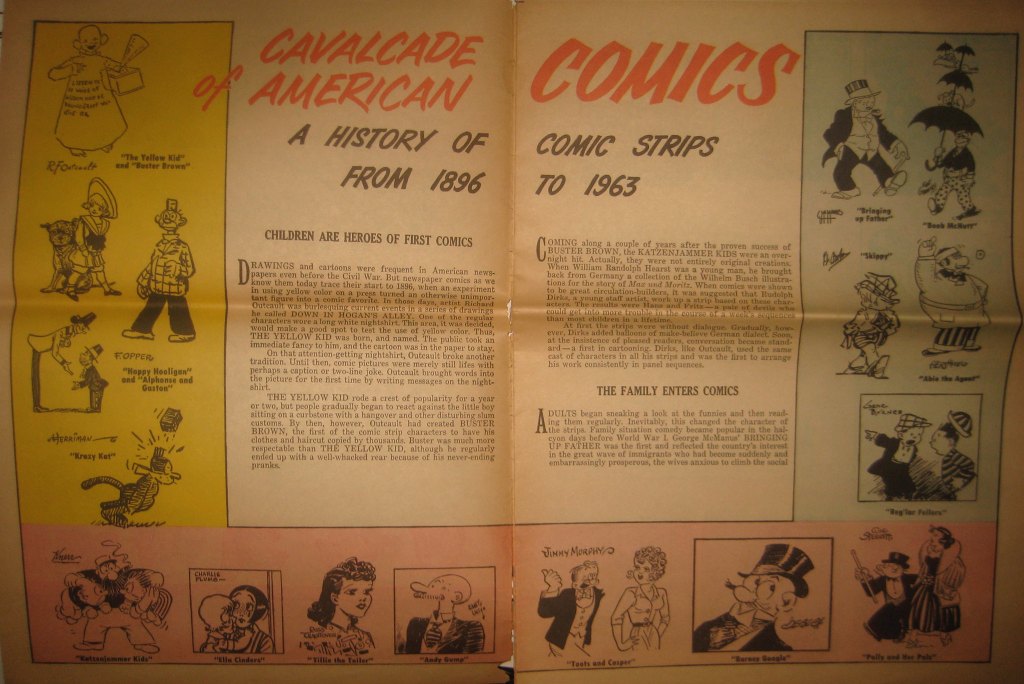 CAVALCADE
of AMERICAN
COMICS
A HISTORY OF
COMIC STRIPS
FROM 1896
TO 1963
R.F. Outcault
"The Yellow Kid"
and "Buster Brown"
F. OPPER
"Happy Hooligan"
and "Alphonse and
Gaston"
HERRIMAN
"Krazy Kat"
CHILDREN ARE HEROES OF FIRST COMICS
DRAWINGS and cartoons were frequent in American news-
papers even before the Civil War. But newspaper comics as we
know them today trace their start to 1896, when an experiment
in using yellow color on a press turned an otherwise unimpor-
tant figure into a comic favorite. In those days, artist Richard
Outcault was burlesquing current events in a series of drawings
he called DOWN IN HOGAN'S ALLEY. One of the regular
characters wore a long white nightshirt. This area, it was decided,
would make a good spot to test the use of yellow color. Thus,
THE YELLOW KID was born, and named. The public took an
immediate fancy to him, and the cartoon was in the paper to stay.
On that attention-getting nightshirt, Outcault broke another
tradition. Until then, comic pictures were merely still lifes with
perhaps a caption or two-line joke. Outcault brought words into
the picture for the first time by writing messages on the night-
shirt.
THE YELLOW KID rode a crest of popularity for a year
or two, but people gradually began to react against the little boy
sitting on a curbstone with a hangover and other disturbing slum
customs. By then, however, Outcault had created BUSTER
BROWN, the first of the comic strip characters to have his
clothes and haircut copied by thousands. Buster was much more
respectable than THE YELLOW KID, although he regularly
ended up with a well-whacked rear because of his never-ending
pranks.
COMING along a couple of years after the proven success of
BUSTER BROWN, the KATZENJAMMER KIDS were an over-
night hit. Actually, they were not entirely original creations.
When William Randolph Hearst was a young man, he brought
back from Germany a collection of the Wilhelm Busch illustra-
tions for the story of Max und Moritz. When comics were shown
to be great circulation-builders, it was suggested that Rudolph
Dirks, a young staff artist, work up a strip based on these char-
acters. The results were Hans and Fritz—a pair of devils who
could get into more trouble in the course of a week's sequences
than most children in a lifetime.
At first the strips were without dialogue. Gradually, how-
ever, Dirks added balloons of make-believe German dialect. Soon,
at the insistence of pleased readers, conversation became stand-
ard—a first in cartooning. Dirks, like Outcault, used the same
cast of characters in all his strips and was the first to arrange
his work consistently in panel sequences.
THE FAMILY ENTERS COMICS
ADULTS began sneaking a look at the funnies and then read-
ing them regularly. Inevitably, this changed the character of
the strips. Family situation comedy became popular in the hal-
cyon days before World War I. George McManus' BRINGING
UP FATHER was the first and reflected the country's interest
in the great wave of immigrants who had become suddenly and
embarrassingly prosperous, the wives anxious to climb the social
"Bringing
up Father"
"Boob McNutt"
"Skippy"
"Abie the Agent"
GENE BYRNES
"Reg'lar Fellers"
Knerr
"Katzenjammer Kids"
CHARLIE
PLUMB—
"Ella Cinders"
"Tillie the Toiler"
"Andy Gump"
JIMMY MURPHY
"Toots and Casper"
"Barney Google"
Cliff
STERRETT
"Polly and Her Pals"